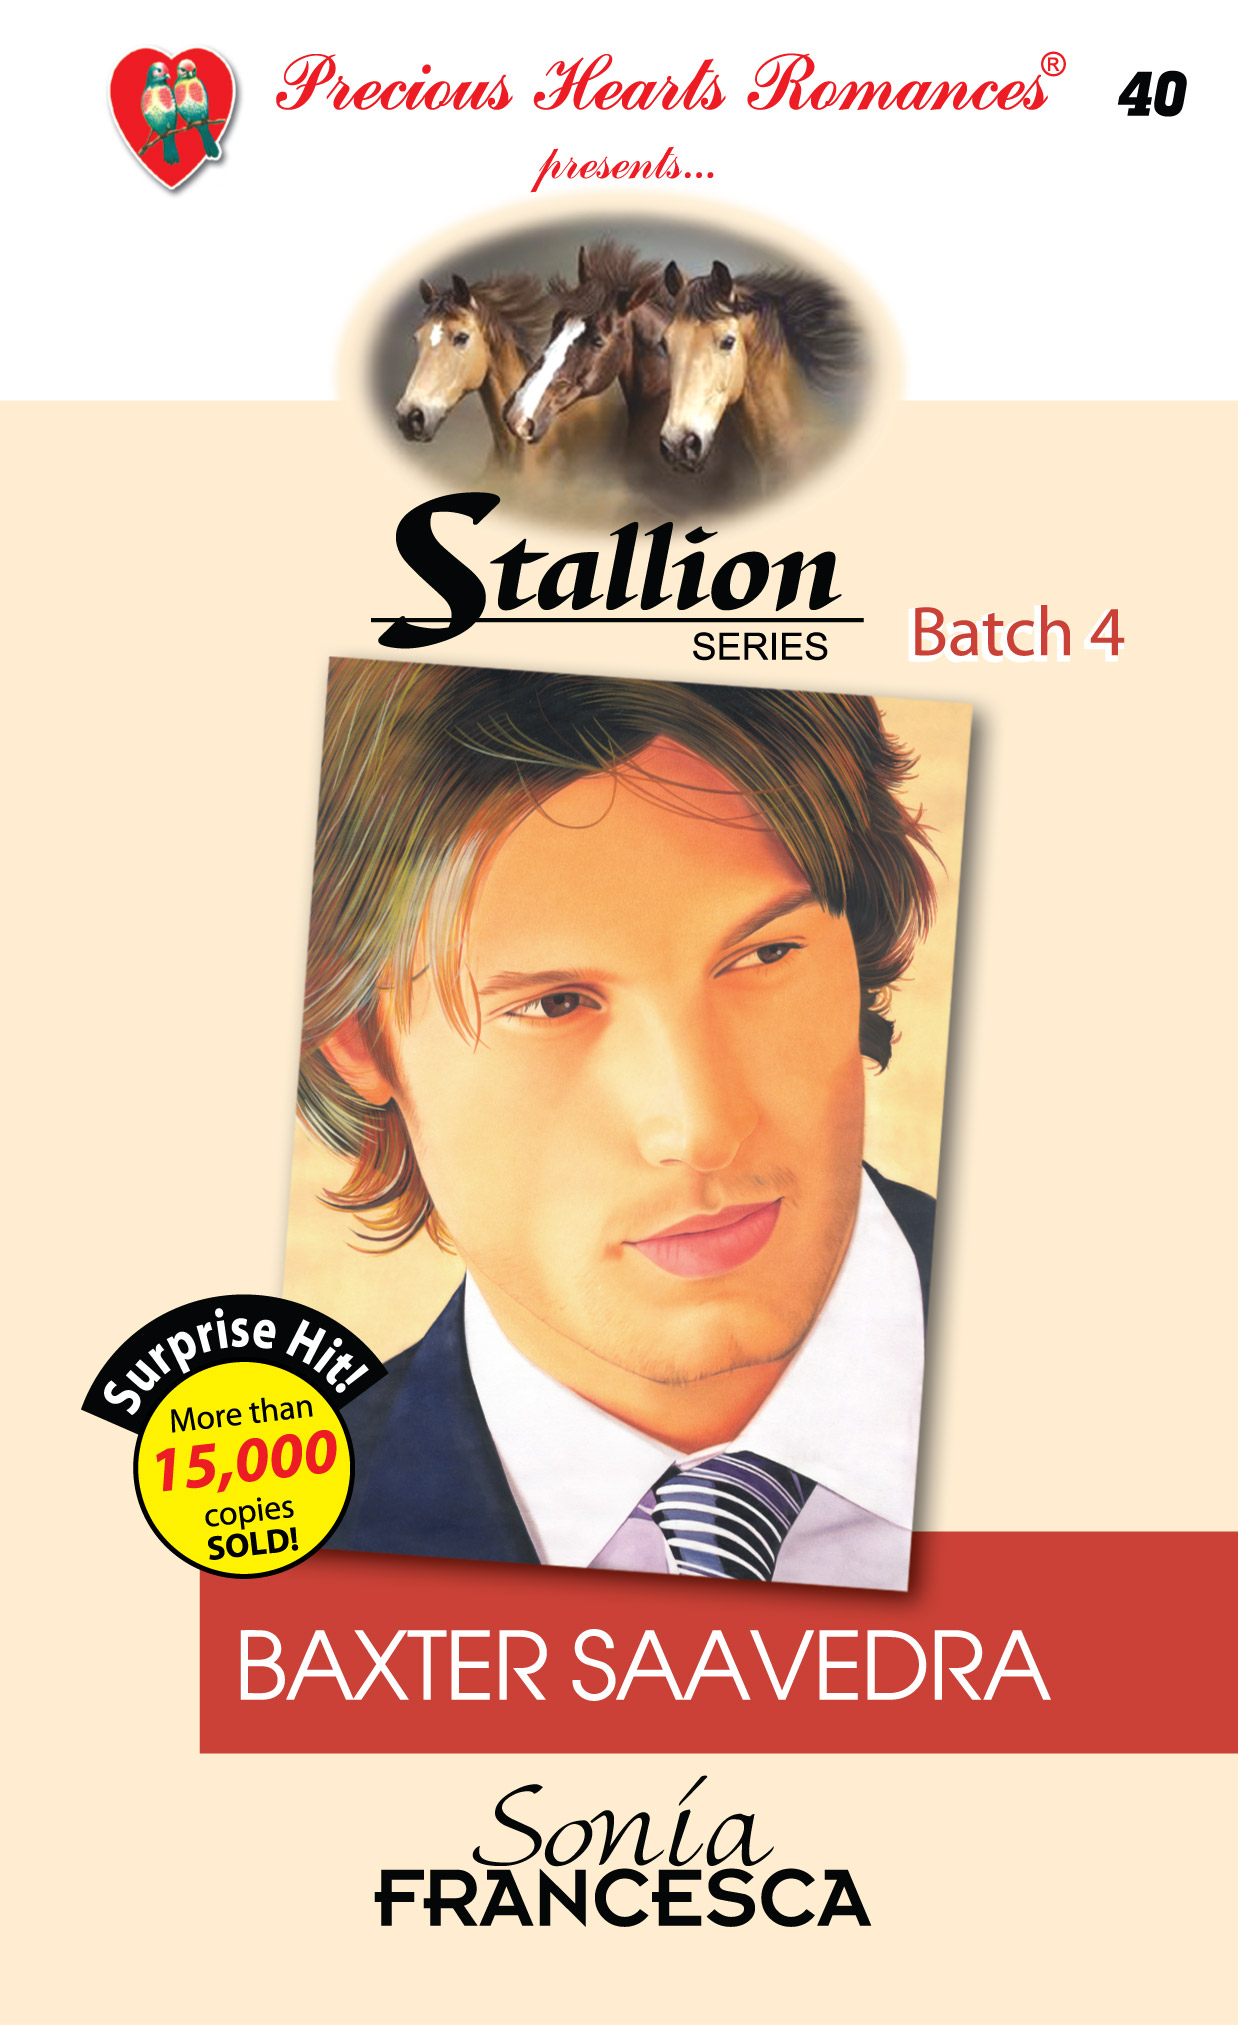 Precious Hearts Romances®
40
presents...
Stallion
SERIES
Batch 4
Surprise Hit!
More than
15,000
copies
SOLD!
BAXTER SAAVEDRA
Sonia
FRANCESCA